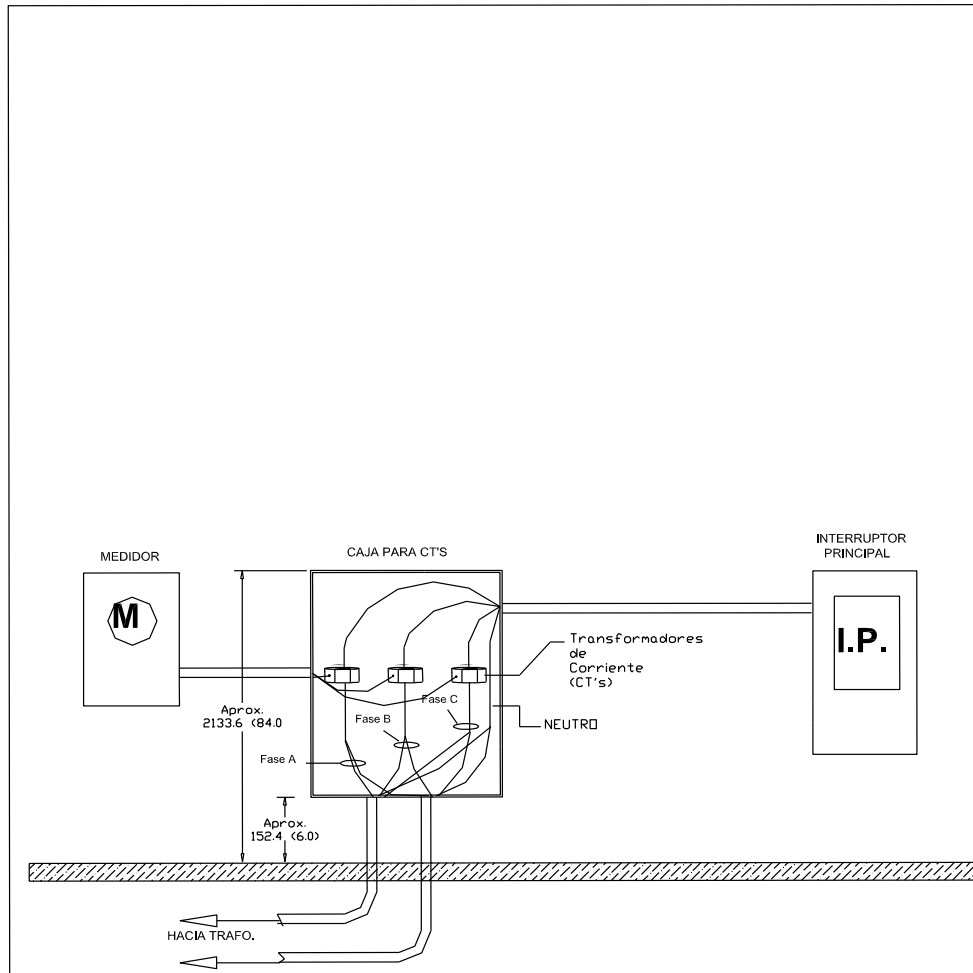 INTERRUPTOR
PRINCIPAL
MEDIDOR
CAJA PARA CT'S
M
I.P.
Transformadores
de
Corriente
(CT's)
Aprox.
2133.6 (84.0
Fase C
Fase B
NEUTRO
Fase A
Aprox.
152.4 (6.0)
HACIA TRAFO.